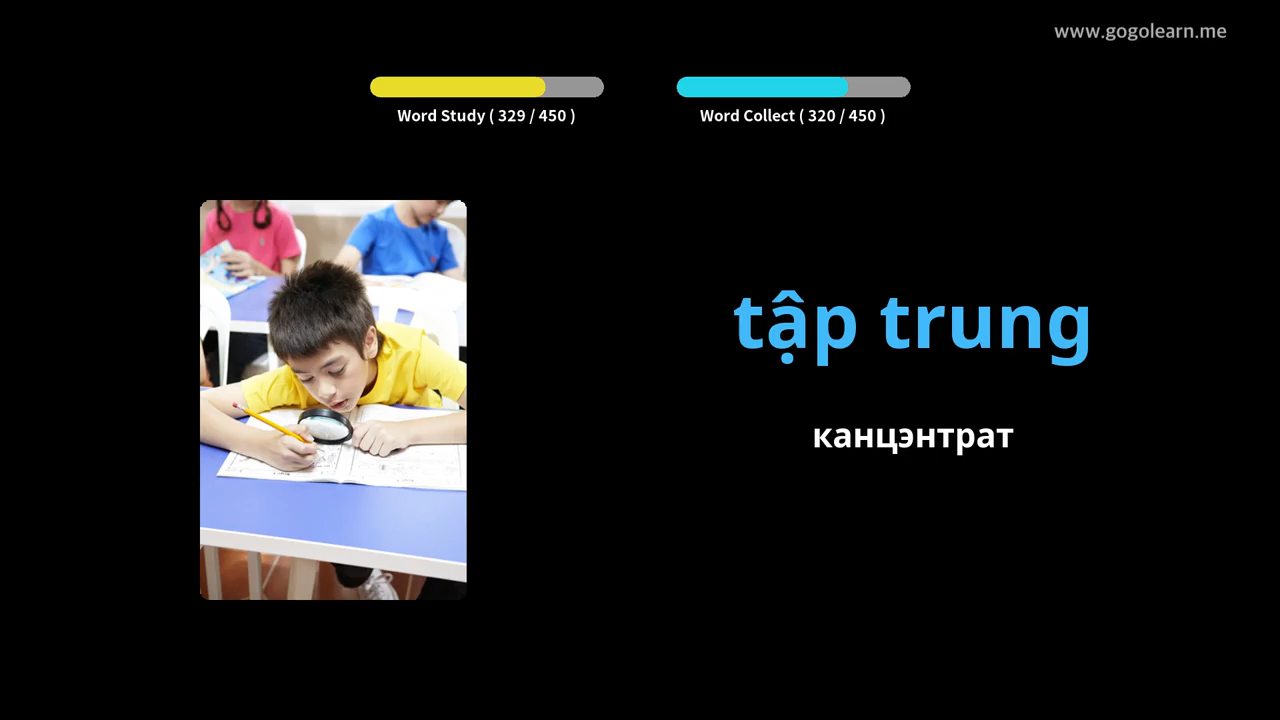 www.gogolearn.me
Word Study ( 329 / 450 )
Word Collect ( 320 / 450 )
tập trung
канцэнтрат